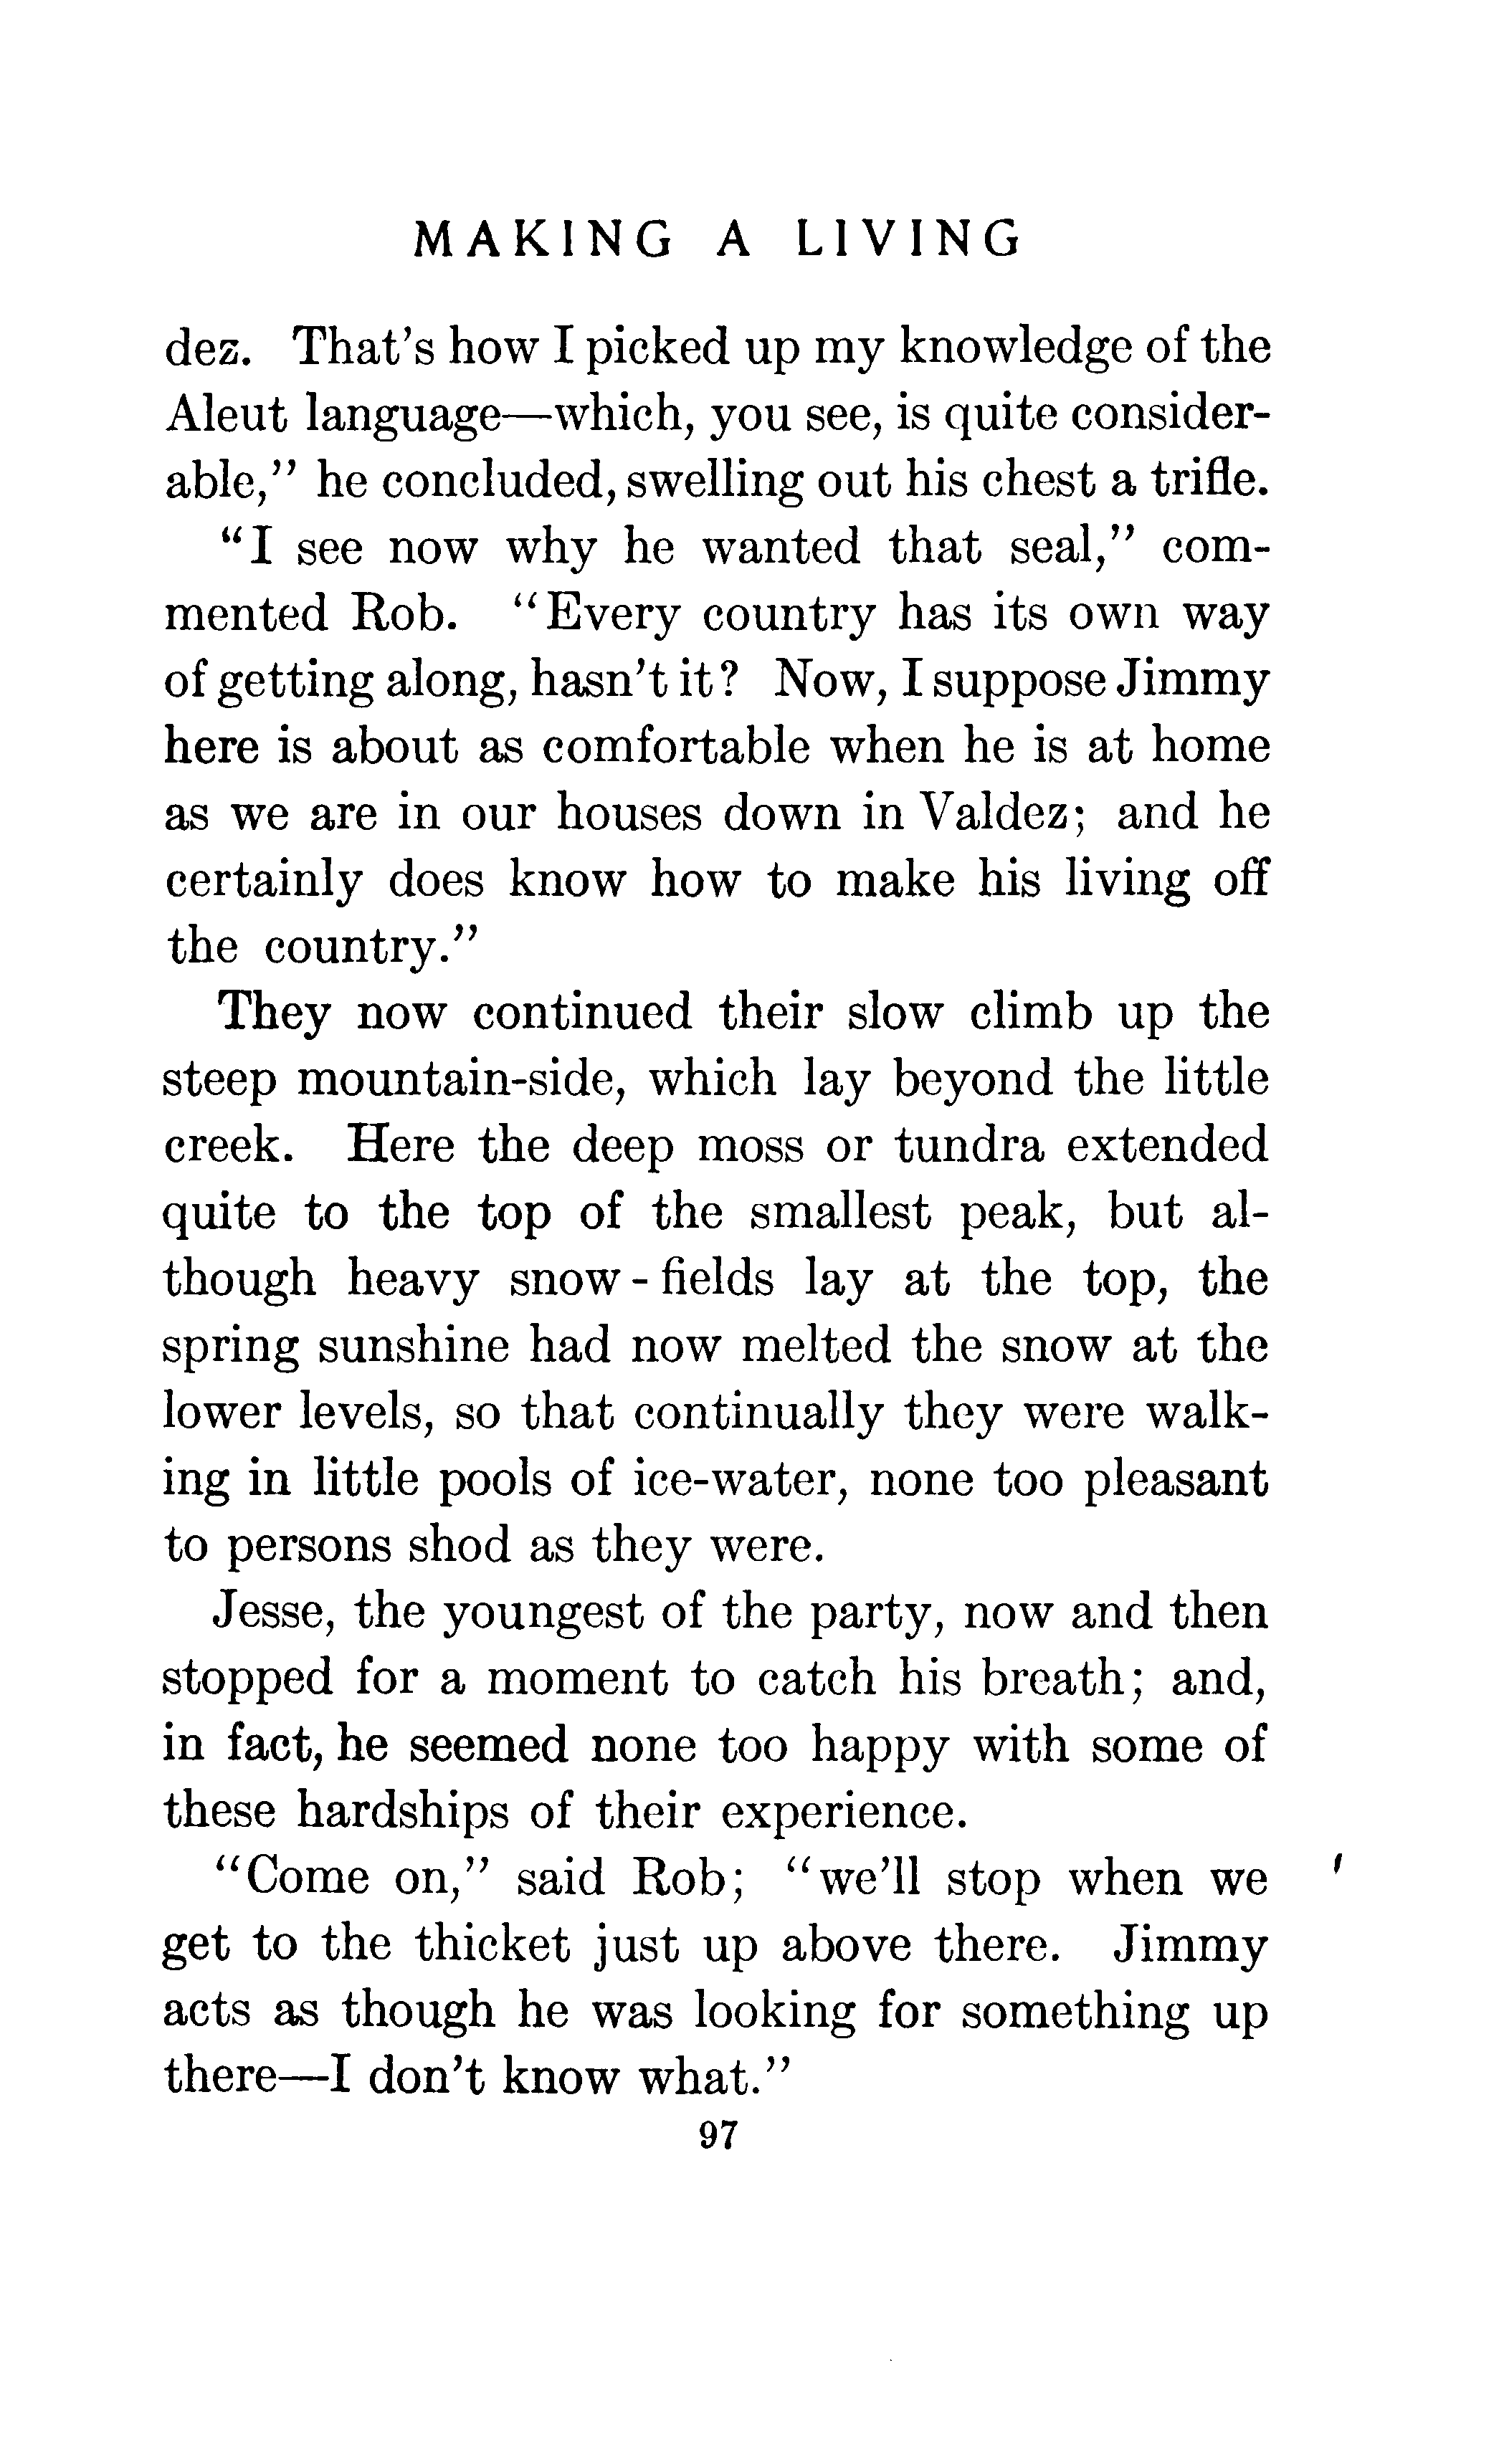 MAKING A LIVING
dez. That's how I picked up my knowledge of the
Aleut language—which, you see, is quite consider-
able,” he concluded, swelling out his chest a trifle.
“I see now why he wanted that seal,” com-
mented Rob. “Every country has its own way
of getting along, hasn't it? Now, I suppose Jimmy
here is about as comfortable when he is at home
as we are in our houses down in Valdez; and he
certainly does know how to make his living off
the country.”
They now continued their slow climb up the
steep mountain-side, which lay beyond the little
creek. Here the deep moss or tundra extended
quite to the top of the smallest peak, but al-
though heavy snow-fields lay at the top, the
spring sunshine had now melted the snow at the
lower levels, so that continually they were walk-
ing in little pools of ice-water, none too pleasant
to persons shod as they were.
Jesse, the youngest of the party, now and then
stopped for a moment to catch his breath; and,
in fact, he seemed none too happy with some of
these hardships of their experience.
“Come on,” said Rob; “we'll stop when we
get to the thicket just up above there. Jimmy
acts as though he was looking for something up
there—I don't know what.”
97